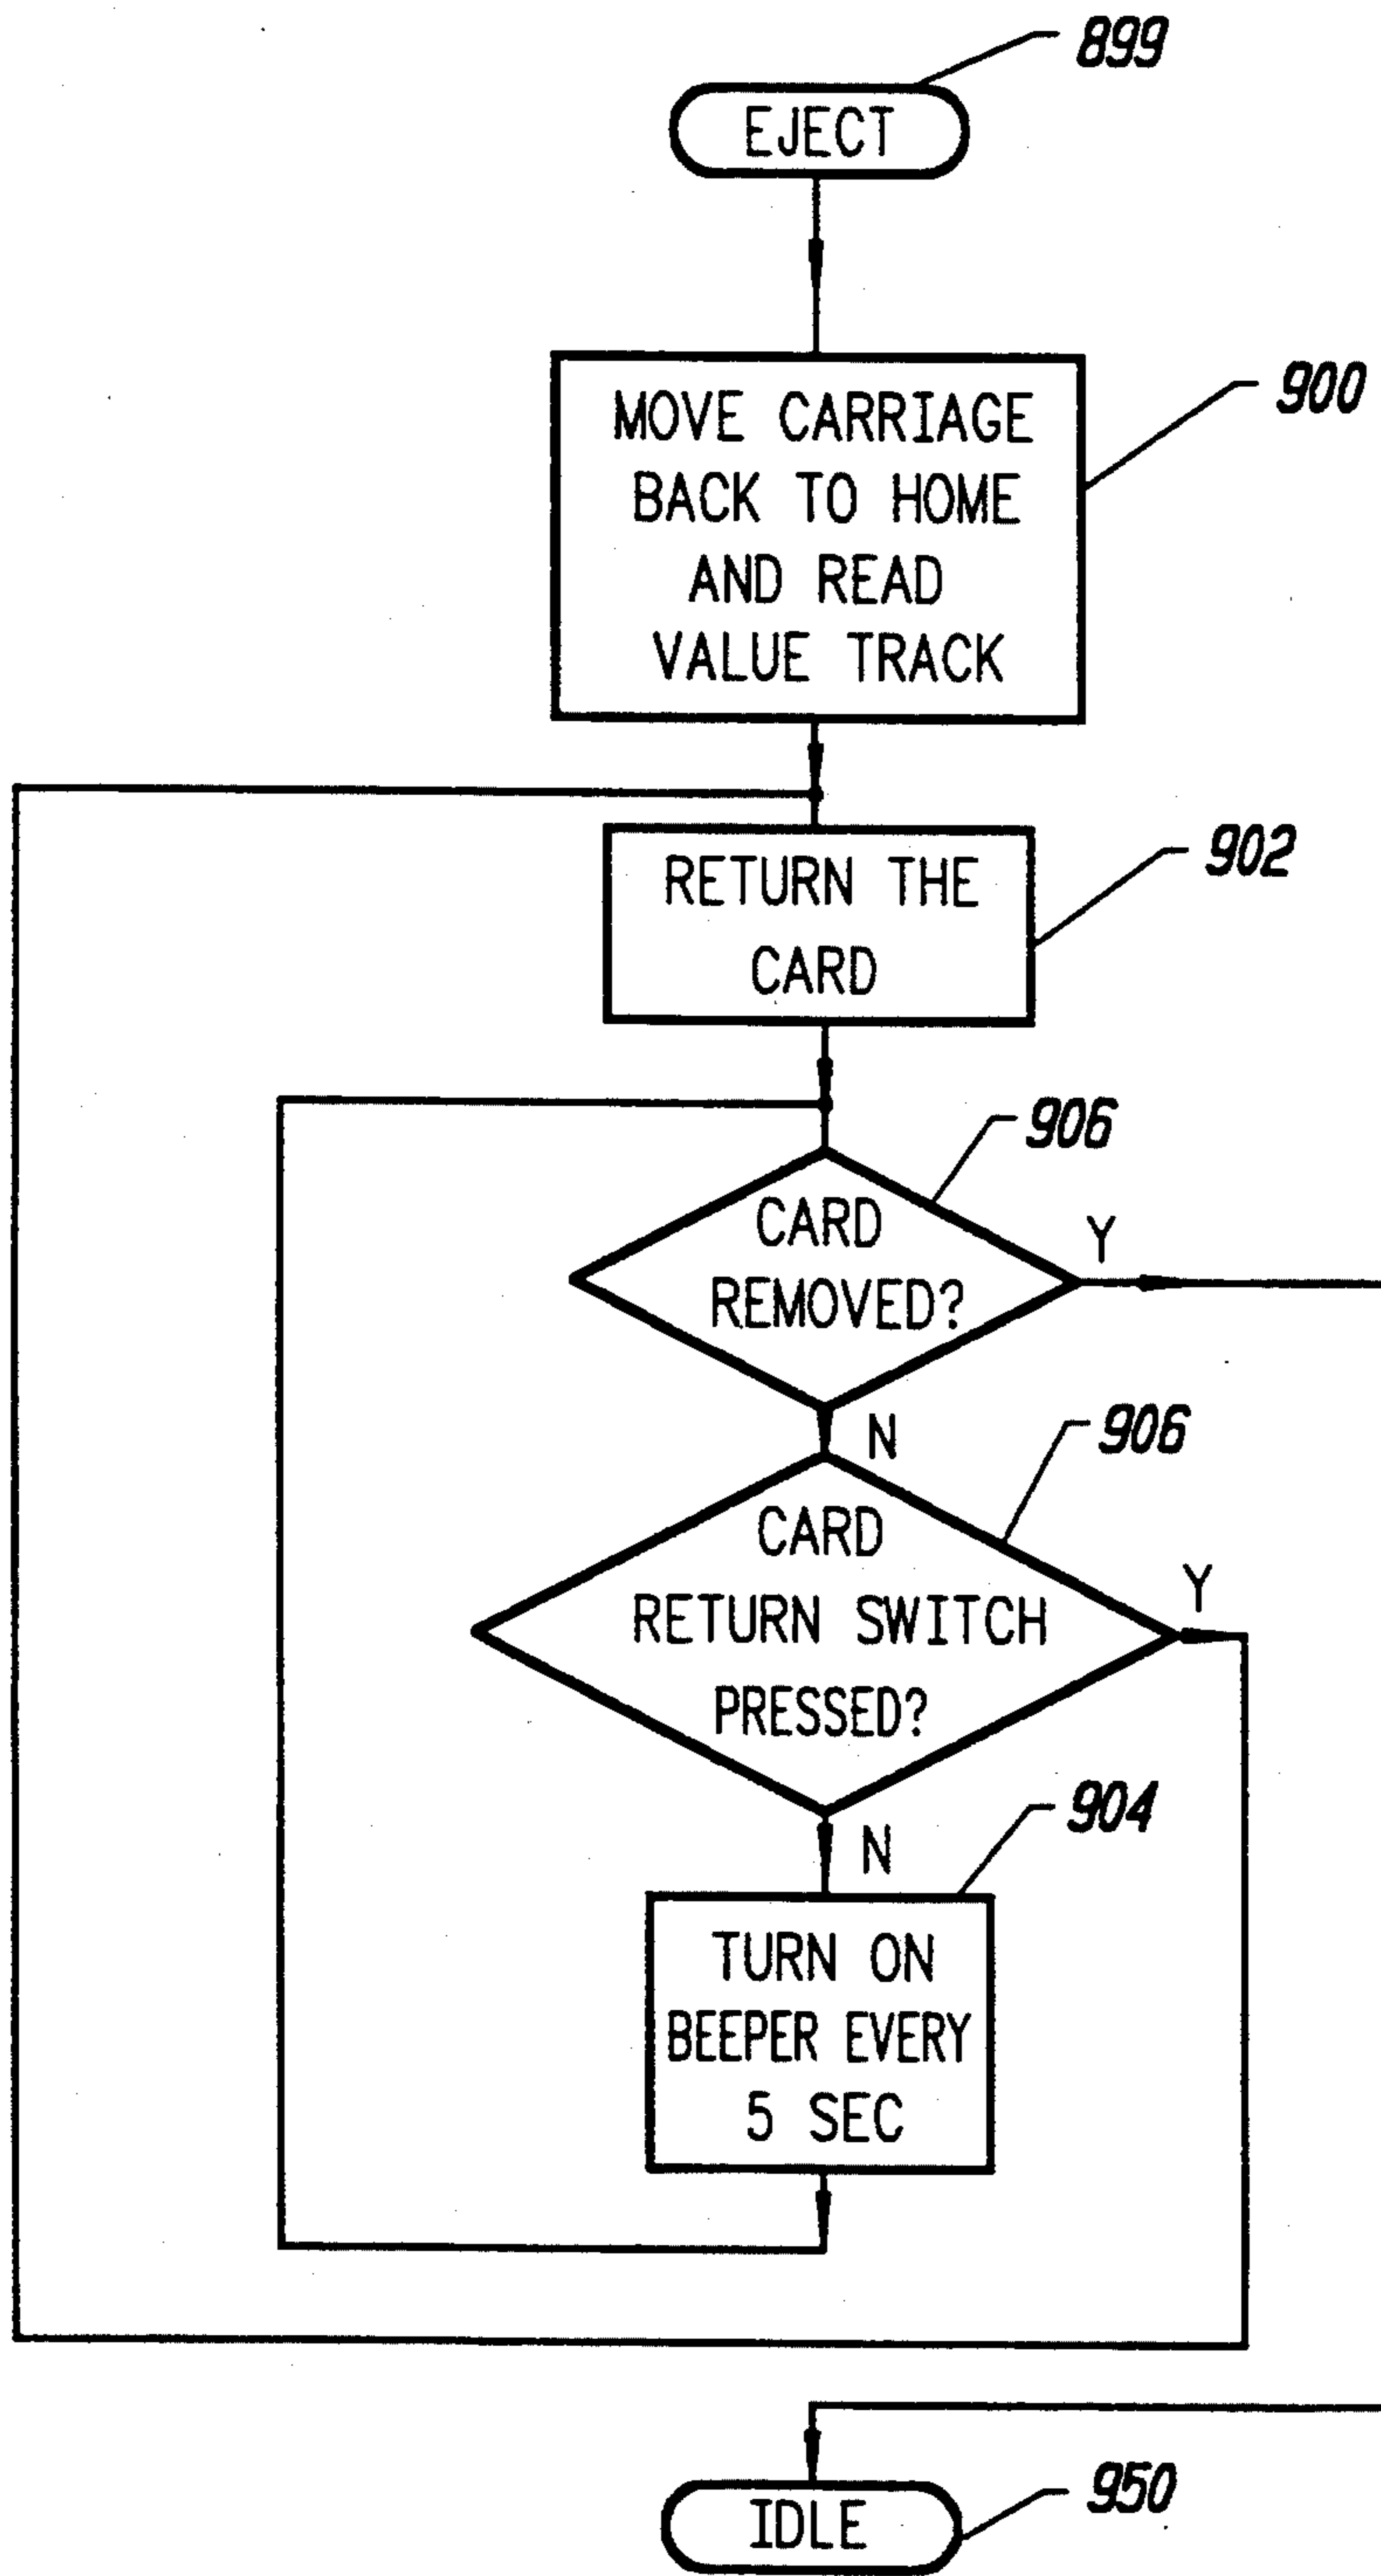 899
EJECT
900
MOVE CARRIAGE
BACK TO HOME
AND READ
VALUE TRACK
902
RETURN THE
CARD
906
CARD
REMOVED?
Y
N
906
CARD
RETURN SWITCH
PRESSED?
Y
N
904
TURN ON
BEEPER EVERY
5 SEC
950
IDLE